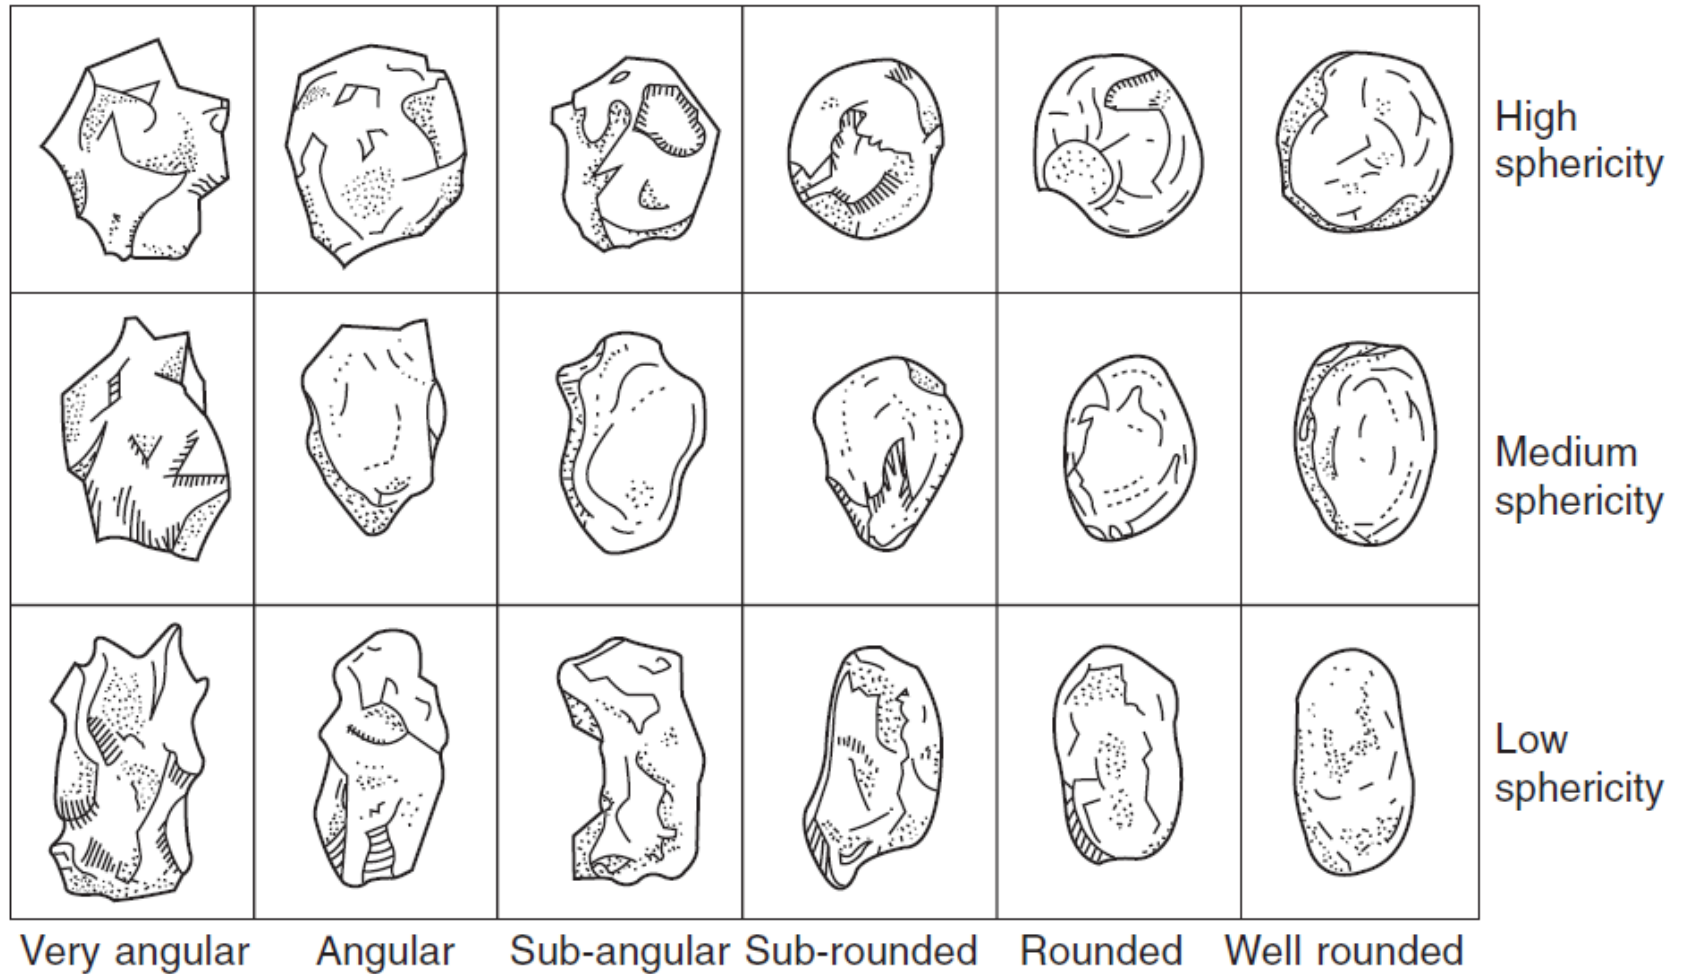 High
sphericity
Medium
sphericity
Low
sphericity
Very angular
Angular
Sub-angular
Sub-rounded
Rounded
Well rounded